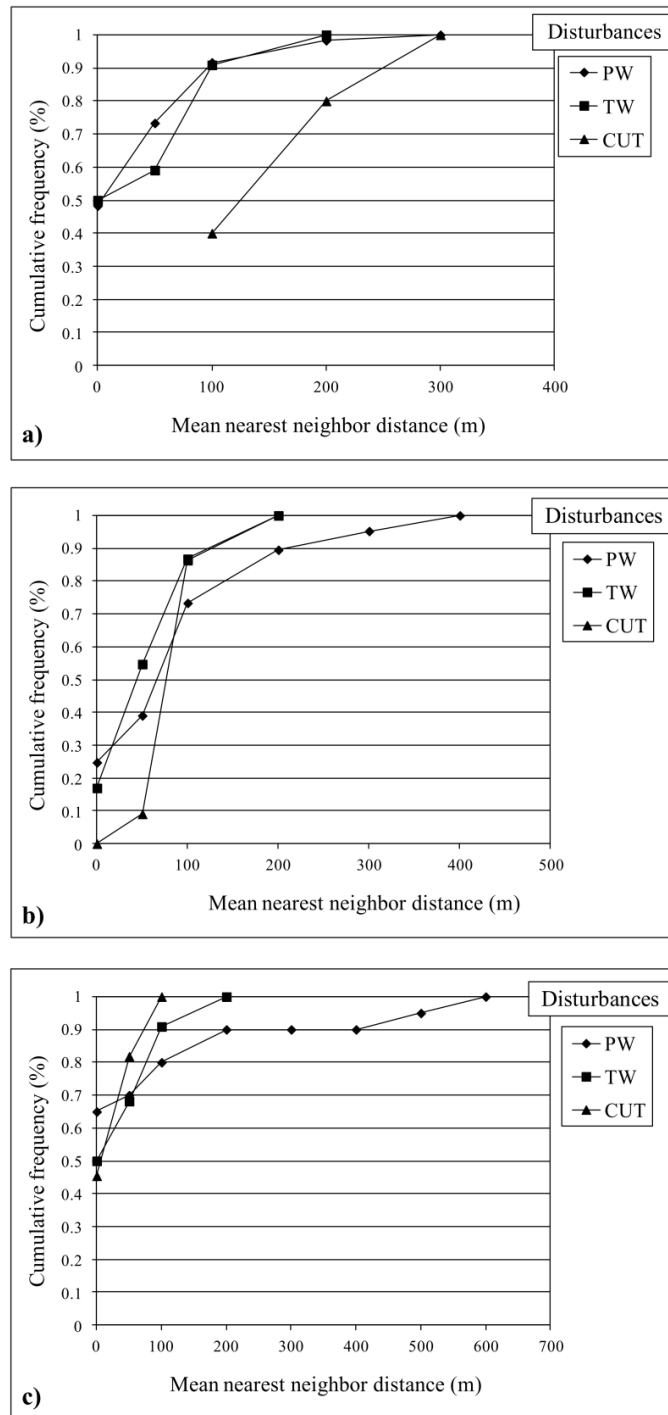 Disturbances
PW
TW
CUT
Cumulative frequency (%)
1
0.9
0.8
0.7
0.6
0.5
0.4
0.3
0.2
0.1
0
0 100 200 300 400
Mean nearest neighbor distance (m)
a)
Disturbances
PW
TW
CUT
Cumulative frequency (%)
1
0.9
0.8
0.7
0.6
0.5
0.4
0.3
0.2
0.1
0
0 100 200 300 400 500
Mean nearest neighbor distance (m)
b)
Disturbances
PW
TW
CUT
Cumulative frequency (%)
1
0.9
0.8
0.7
0.6
0.5
0.4
0.3
0.2
0.1
0
0 100 200 300 400 500 600 700
Mean nearest neighbor distance (m)
c)